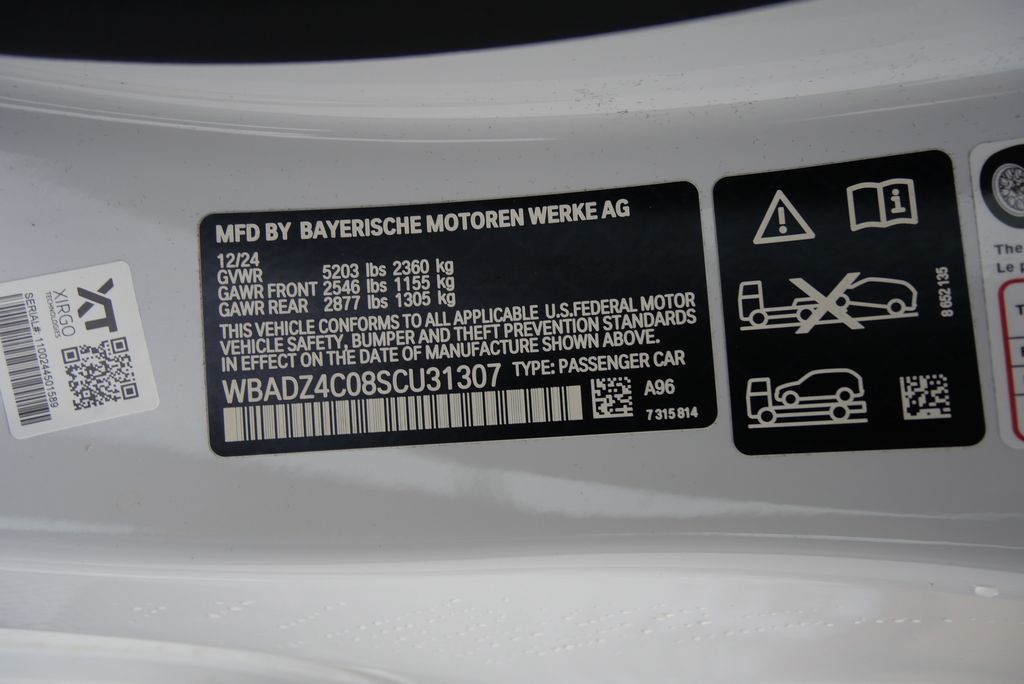 MFD BY BAYERISCHE MOTOREN WERKE AG
12/24
GVWR 5203 lbs 2360 kg
GAWR FRONT 2546 lbs 1155 kg
GAWR REAR 2877 lbs 1305 kg
THIS VEHICLE CONFORMS TO ALL APPLICABLE U.S.FEDERAL MOTOR
VEHICLE SAFETY, BUMPER AND THEFT PREVENTION STANDARDS
IN EFFECT ON THE DATE OF MANUFACTURE SHOWN ABOVE.
WBADZ4C08SCU31307 TYPE: PASSENGER CAR
A96
7 315 814
XT
XIRGO
TECHNOLOGIES
SERIAL#: 1100244501589
8 652 135
The
Le